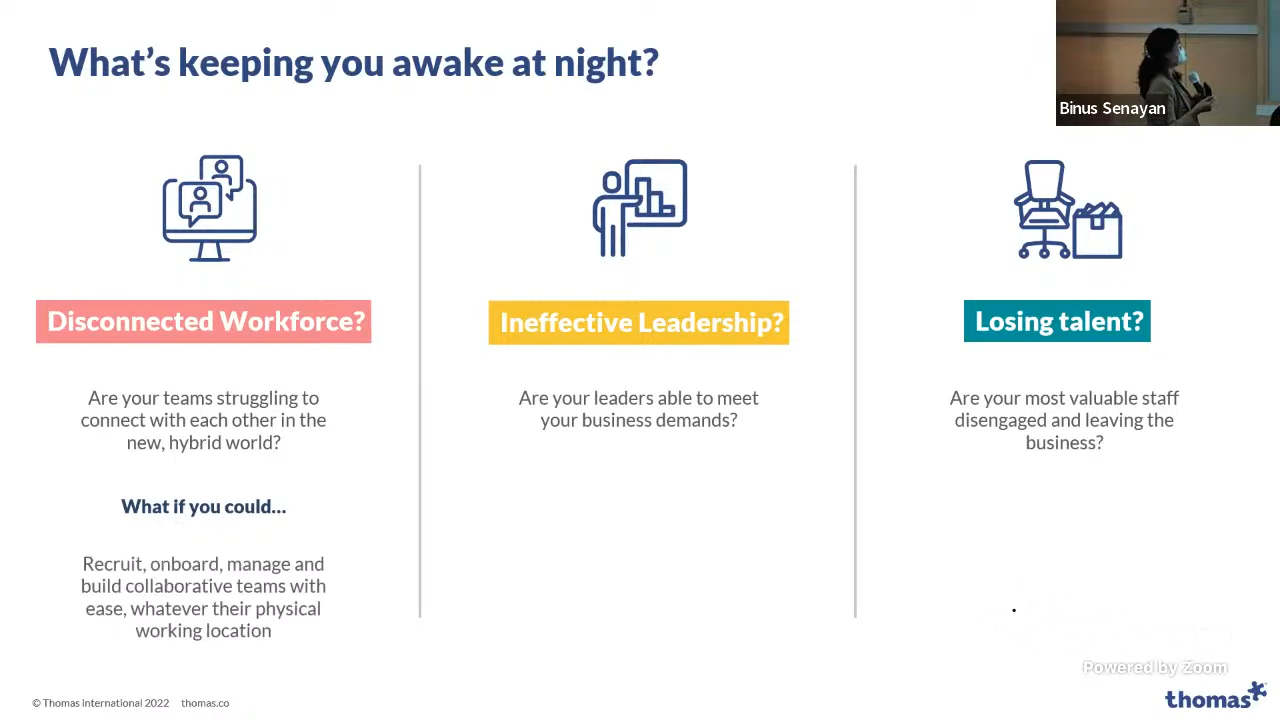 What's keeping you awake at night?
Binus Senayan
Disconnected Workforce?
Are your teams struggling to
connect with each other in the
new, hybrid world?
What if you could...
Recruit, onboard, manage and
build collaborative teams with
ease, whatever their physical
working location
Ineffective Leadership?
Are your leaders able to meet
your business demands?
Losing talent?
Are your most valuable staff
disengaged and leaving the
business?
Powered by Zoom
© Thomas International 2022 thomas.co
thomas